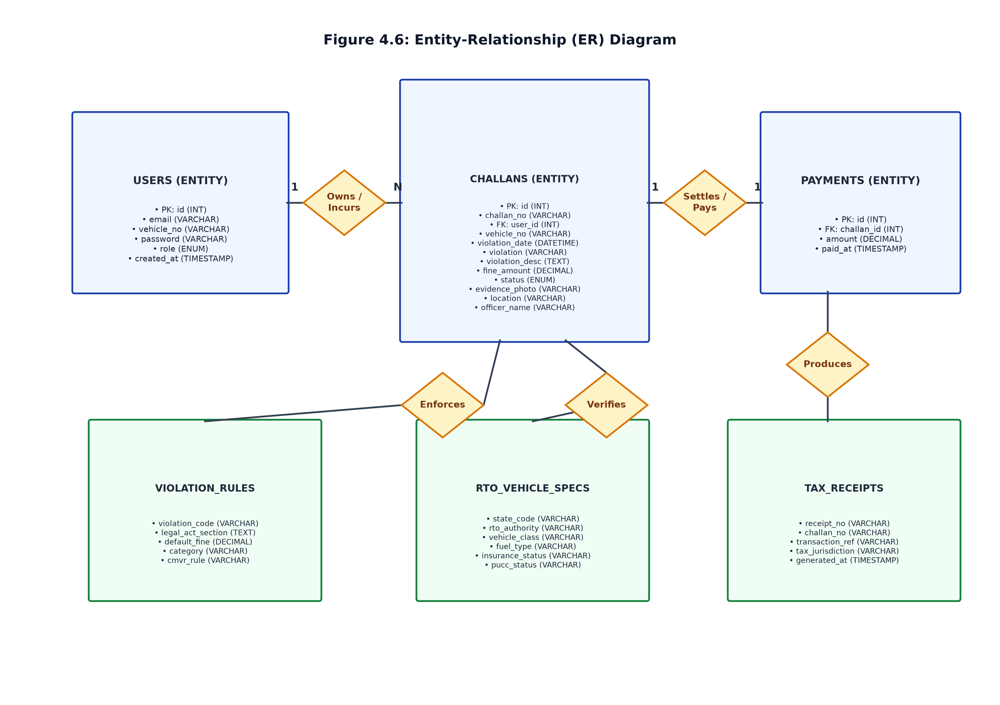 Figure 4.6: Entity-Relationship (ER) Diagram
USERS (ENTITY)
• PK: id (INT)
• email (VARCHAR)
• vehicle_no (VARCHAR)
• password (VARCHAR)
• role (ENUM)
• created_at (TIMESTAMP)
1
Owns /
Incurs
N
CHALLANS (ENTITY)
• PK: id (INT)
• challan_no (VARCHAR)
• FK: user_id (INT)
• vehicle_no (VARCHAR)
• violation_date (DATETIME)
• violation (VARCHAR)
• violation_desc (TEXT)
• fine_amount (DECIMAL)
• status (ENUM)
• evidence_photo (VARCHAR)
• location (VARCHAR)
• officer_name (VARCHAR)
1
Settles /
Pays
1
PAYMENTS (ENTITY)
• PK: id (INT)
• FK: challan_id (INT)
• amount (DECIMAL)
• paid_at (TIMESTAMP)
Enforces
Verifies
Produces
VIOLATION_RULES
• violation_code (VARCHAR)
• legal_act_section (TEXT)
• default_fine (DECIMAL)
• category (VARCHAR)
• cmvr_rule (VARCHAR)
RTO_VEHICLE_SPECS
• state_code (VARCHAR)
• rto_authority (VARCHAR)
• vehicle_class (VARCHAR)
• fuel_type (VARCHAR)
• insurance_status (VARCHAR)
• pucc_status (VARCHAR)
TAX_RECEIPTS
• receipt_no (VARCHAR)
• challan_no (VARCHAR)
• transaction_ref (VARCHAR)
• tax_jurisdiction (VARCHAR)
• generated_at (TIMESTAMP)